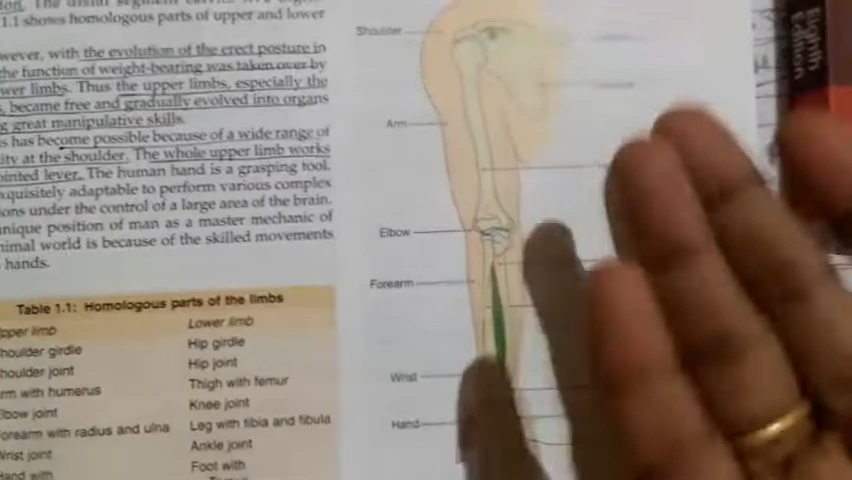 1.1 shows homologous parts of upper and lower
wever, with the evolution of the erect posture in
the function of weight-bearing was taken over by
wer limbs. Thus the upper limbs, especially the
, became free and gradually evolved into organs
g great manipulative skills.
s has become possible because of a wide range of
ity at the shoulder. The whole upper limb works
ointed lever. The human hand is a grasping tool.
xquisitely adaptable to perform various complex
ons under the control of a large area of the brain.
nique position of man as a master mechanic of
nimal world is because of the skilled movements
hands.
Table 1.1: Homologous parts of the limbs
pper limb Lower limb
houlder girdle Hip girdle
houlder joint Hip joint
rm with humerus Thigh with femur
lbow joint Knee joint
orearm with radius and ulna Leg with tibia and fibula
Wrist joint Ankle joint
Hand with Foot with
Shoulder
Arm
Elbow
Forearm
Wrist
Hand
Eighth
Edition